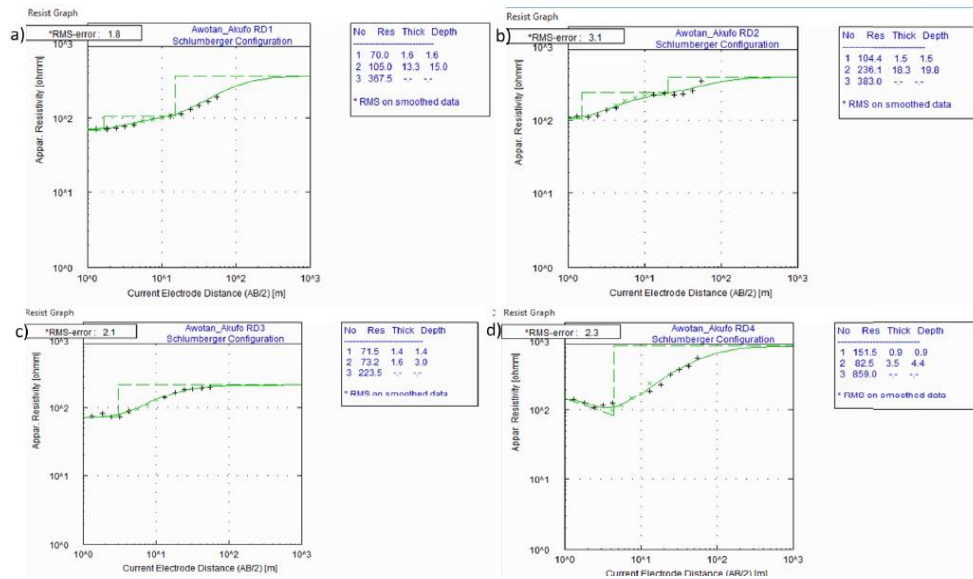 Resist Graph
a)
*RMS-error : 1.8
Awotan_Akufo RD1
Schlumberger Configuration
10^3
10^2
10^1
10^0
Appar. Resistivity [ohmm]
10^0 10^1 10^2 10^3
Current Electrode Distance (AB/2) [m]
No Res Thick Depth
1 70.0 1.6 1.6
2 105.0 13.3 15.0
3 367.5 -.- -.-
* RMS on smoothed data
Resist Graph
b)
*RMS-error : 3.1
Awotan_Akufo RD2
Schlumberger Configuration
10^3
10^2
10^1
10^0
Appar. Resistivity [ohmm]
10^0 10^1 10^2 10^3
Current Electrode Distance (AB/2) [m]
No Res Thick Depth
1 104.4 1.5 1.5
2 236.1 18.3 19.8
3 383.0 -.- -.-
* RMS on smoothed data
Resist Graph
c)
*RMS-error : 2.1
Awotan_Akufo RD3
Schlumberger Configuration
10^3
10^2
10^1
10^0
Appar. Resistivity [ohmm]
10^0 10^1 10^2 10^3
Current Electrode Distance (AB/2) [m]
No Res Thick Depth
1 71.5 1.4 1.4
2 73.2 1.6 3.0
3 223.5 -.- -.-
* RMS on smoothed data
Resist Graph
d)
*RMS-error : 2.3
Awotan_Akufo RD4
Schlumberger Configuration
10^3
10^2
10^1
10^0
Appar. Resistivity [ohmm]
10^0 10^1 10^2 10^3
Current Electrode Distance (AB/2) [m]
No Res Thick Depth
1 151.5 0.9 0.9
2 82.5 3.5 4.4
3 859.0 -.- -.-
* RMS on smoothed data